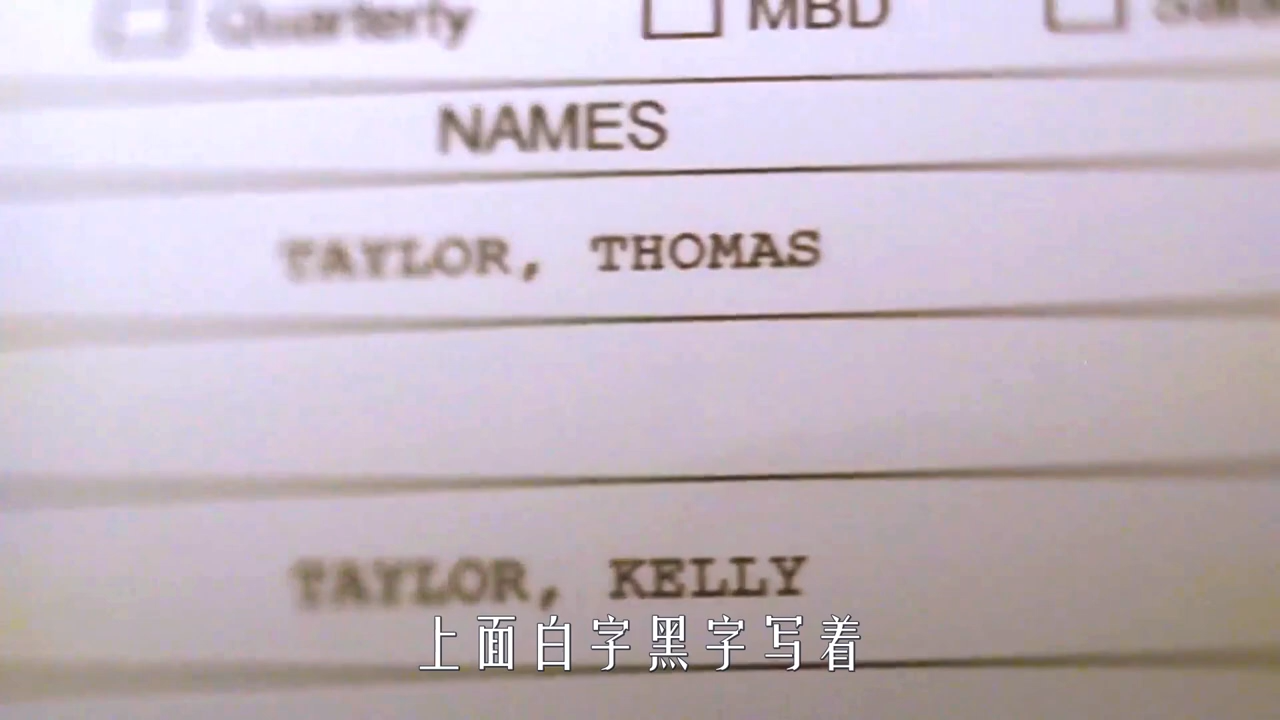 Quarterly MBD
NAMES
TAYLOR, THOMAS
TAYLOR, KELLY
上面白字黑字写着